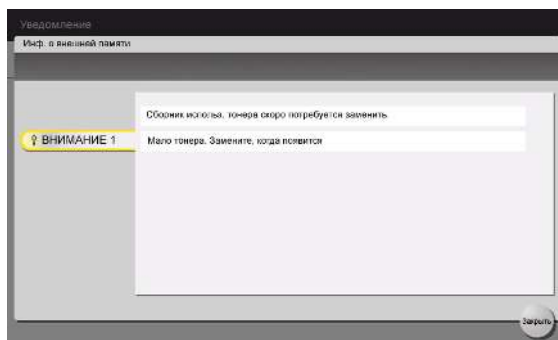 Уведомление
Инф. о внешней памяти
Сборник использ. тонера скоро потребуется заменить
ВНИМАНИЕ 1
Мало тонера. Замените, когда появится
Закрыть